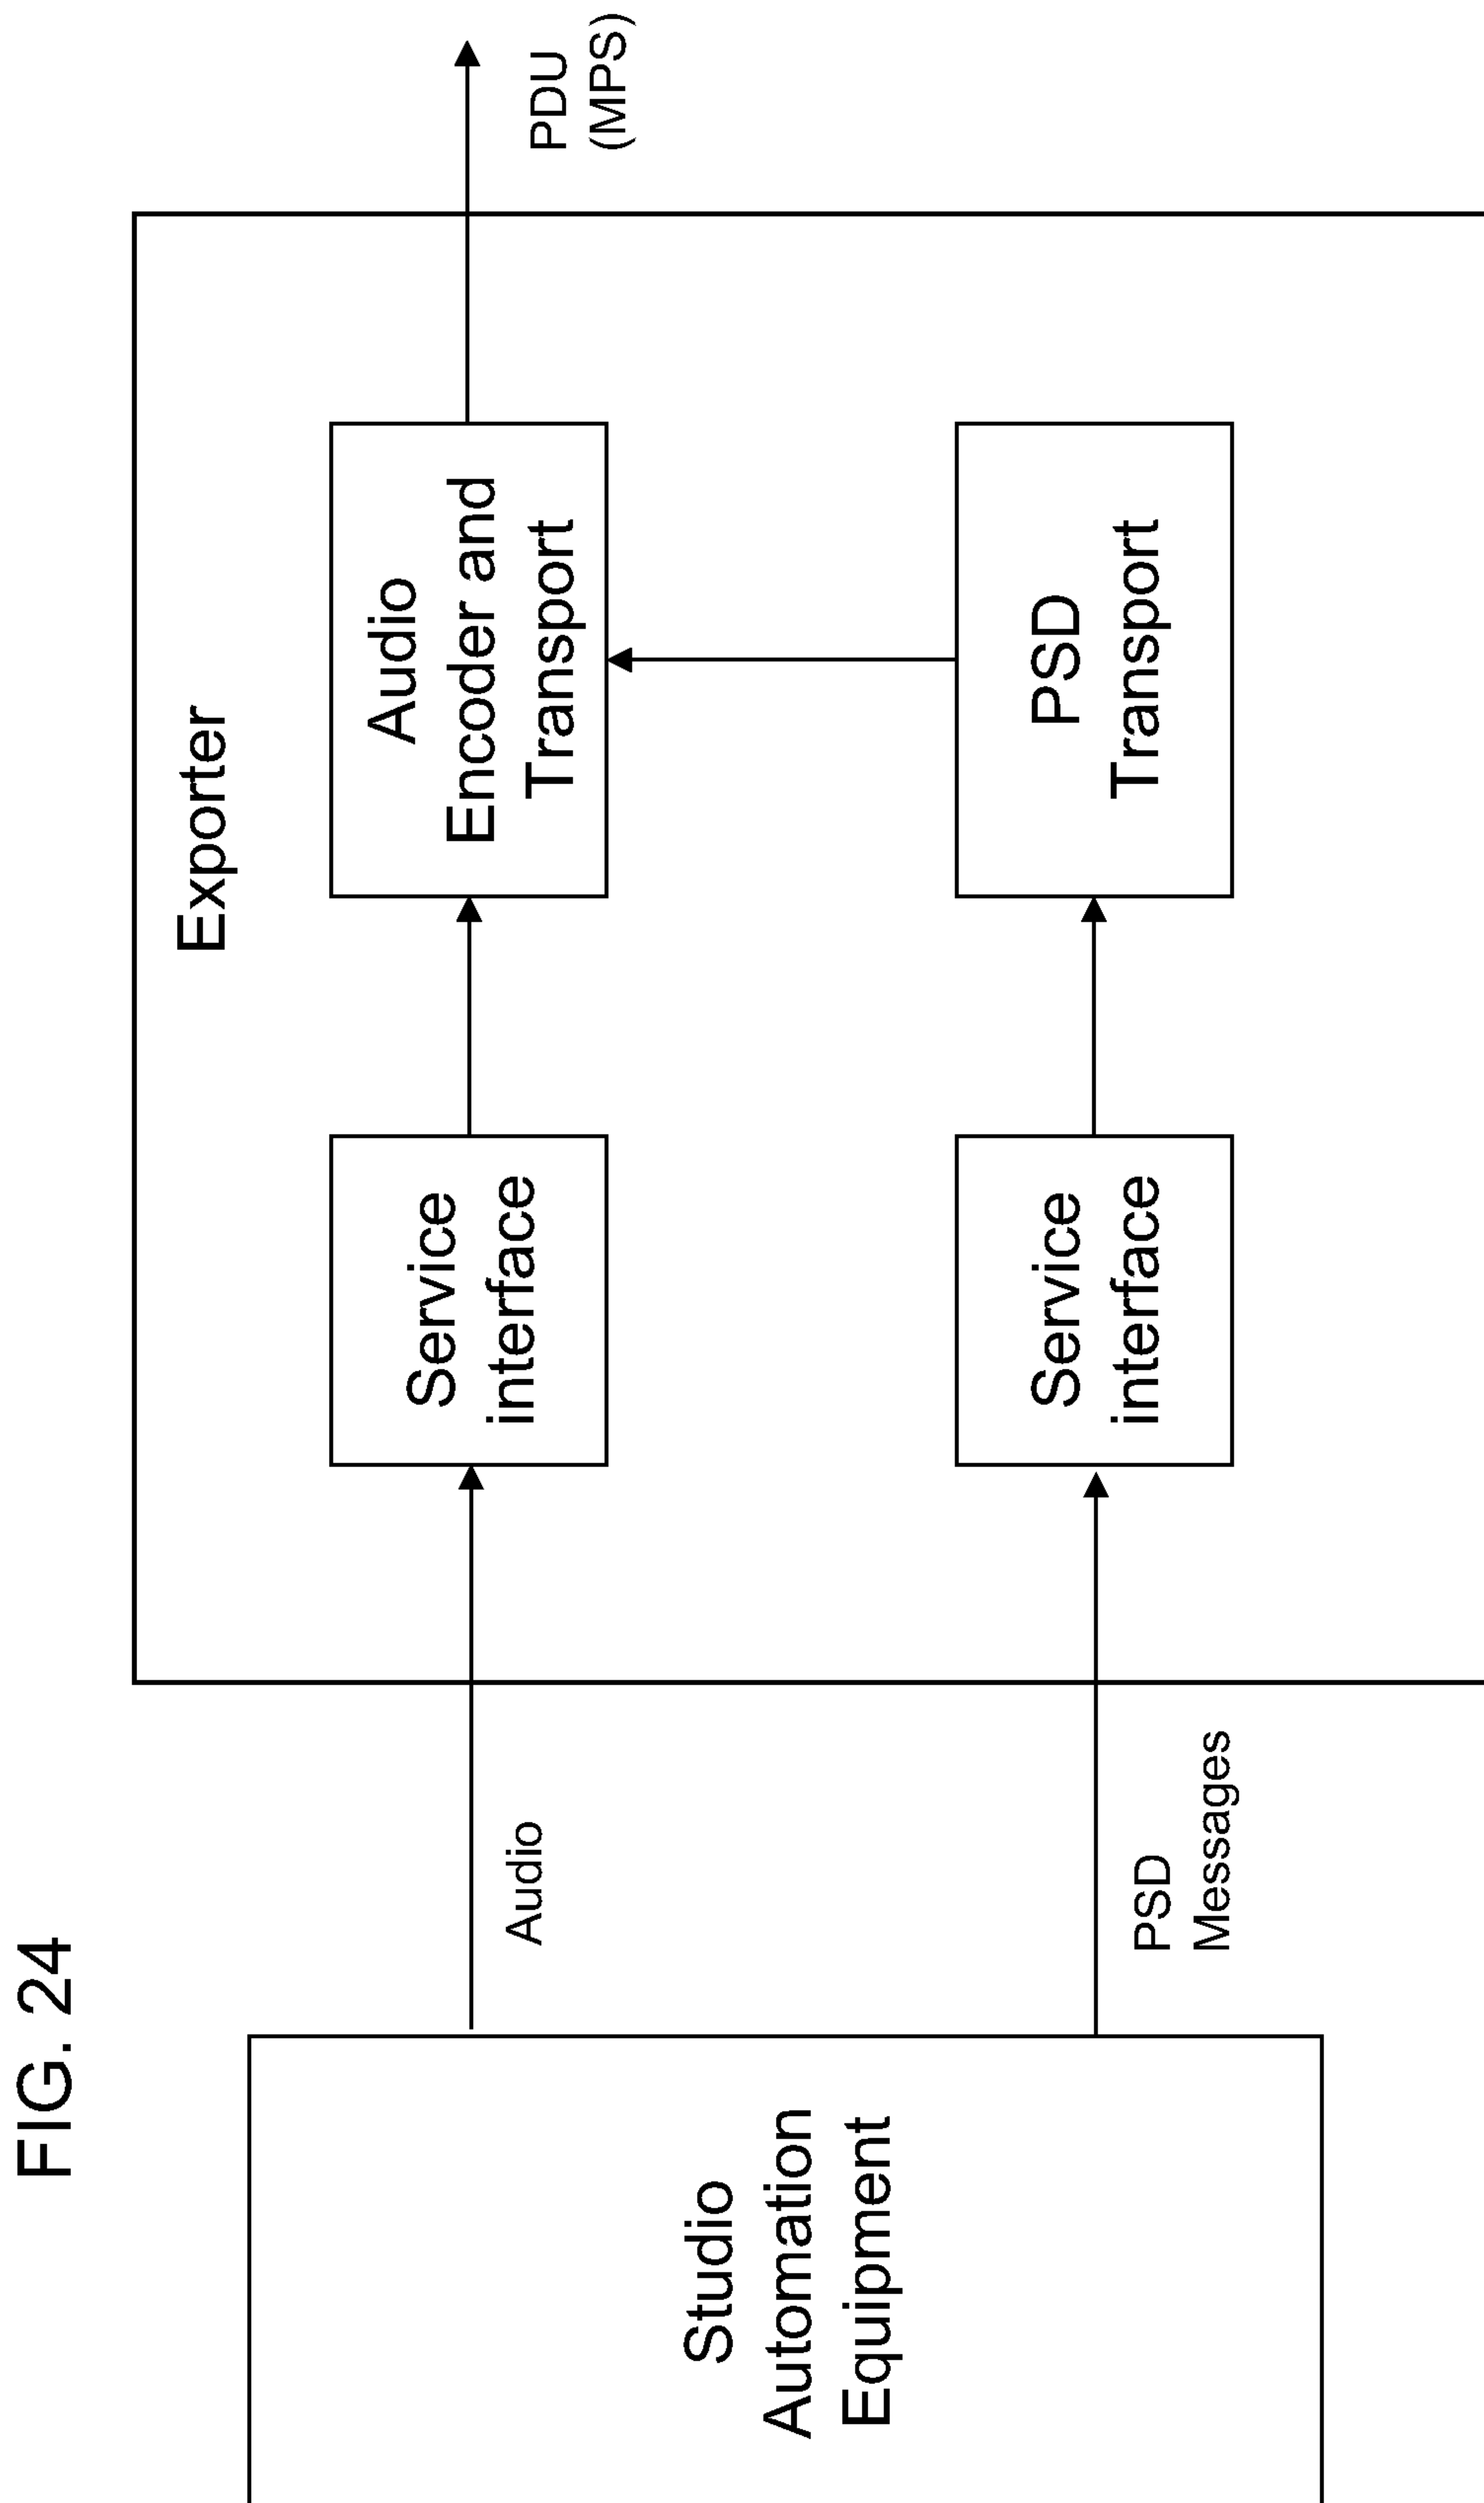 FIG. 24
Studio
Automation
Equipment
Audio
PSD
Messages
Exporter
Service
interface
Audio
Encoder and
Transport
Service
interface
PSD
Transport
PDU
(MPS)